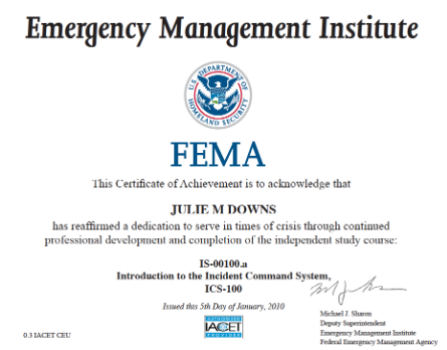 Emergency Management Institute
U.S. DEPARTMENT OF
HOMELAND SECURITY
FEMA
This Certificate of Achievement is to acknowledge that
JULIE M DOWNS
has reaffirmed a dedication to serve in times of crisis through continued
professional development and completion of the independent study course:
IS-00100.a
Introduction to the Incident Command System,
ICS-100
Issued this 5th Day of January, 2010
AUTHORIZED
IACET
PROVIDER
Michael J. Sharon
Deputy Superintendent
Emergency Management Institute
Federal Emergency Management Agency
0.3 IACET CEU